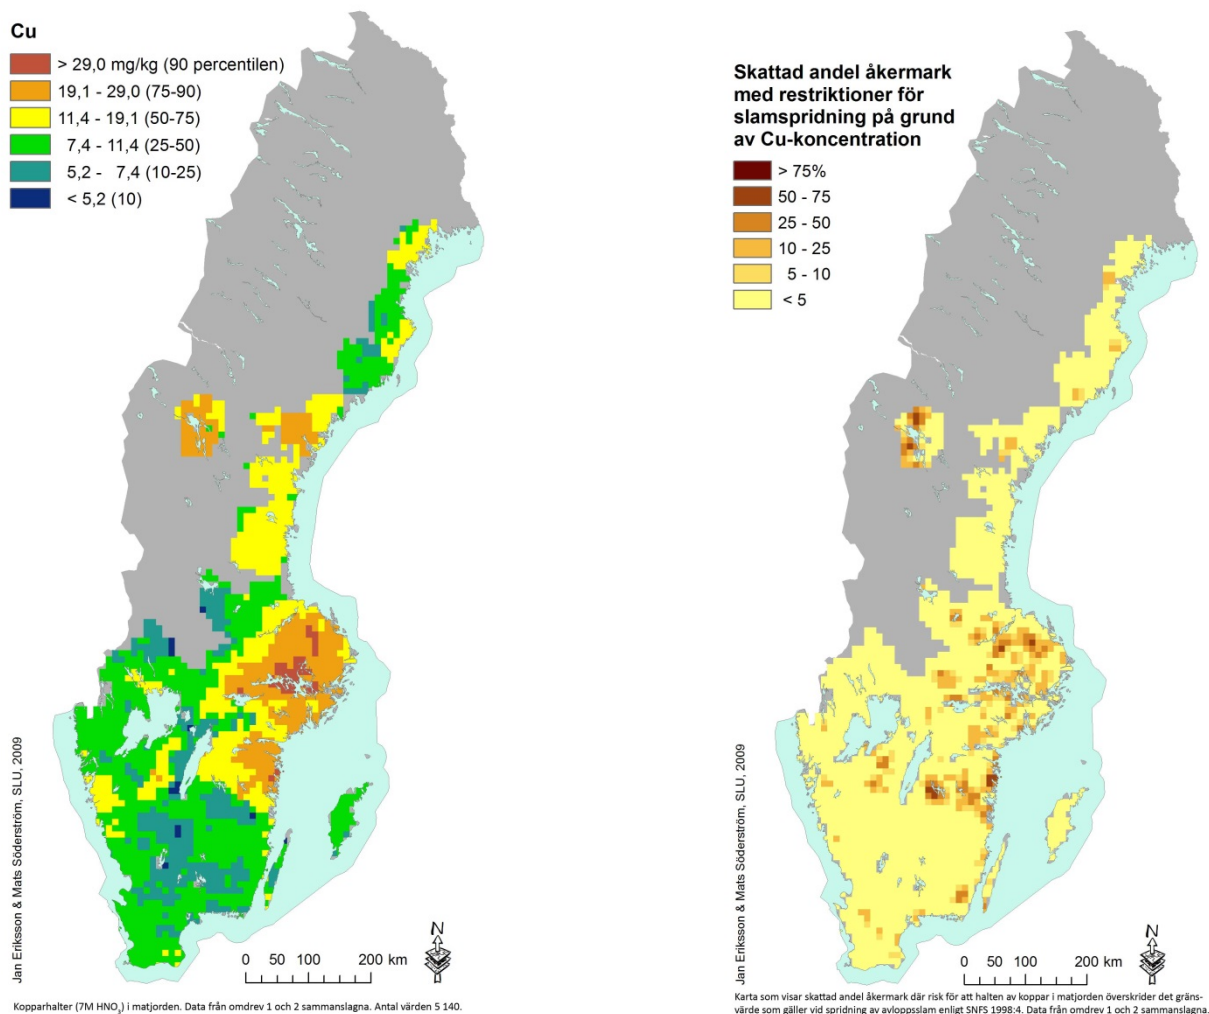 Cu
> 29,0 mg/kg (90 percentilen)
19,1 - 29,0 (75-90)
11,4 - 19,1 (50-75)
7,4 - 11,4 (25-50)
5,2 - 7,4 (10-25)
< 5,2 (10)
Jan Eriksson & Mats Söderström, SLU, 2009
N
0 50 100 200 km
Kopparhalter (7M HNO₃) i matjorden. Data från omdrev 1 och 2 sammanslagna. Antal värden 5 140.
Skattad andel åkermark
med restriktioner för
slamspridning på grund
av Cu-koncentration
> 75%
50 - 75
25 - 50
10 - 25
5 - 10
< 5
Jan Eriksson & Mats Söderström, SLU, 2009
N
0 50 100 200 km
Karta som visar skattad andel åkermark där risk för att halten av koppar i matjorden överskrider det gräns-
värde som gäller vid spridning av avloppsslam enligt SNFS 1998:4. Data från omdrev 1 och 2 sammanslagna.